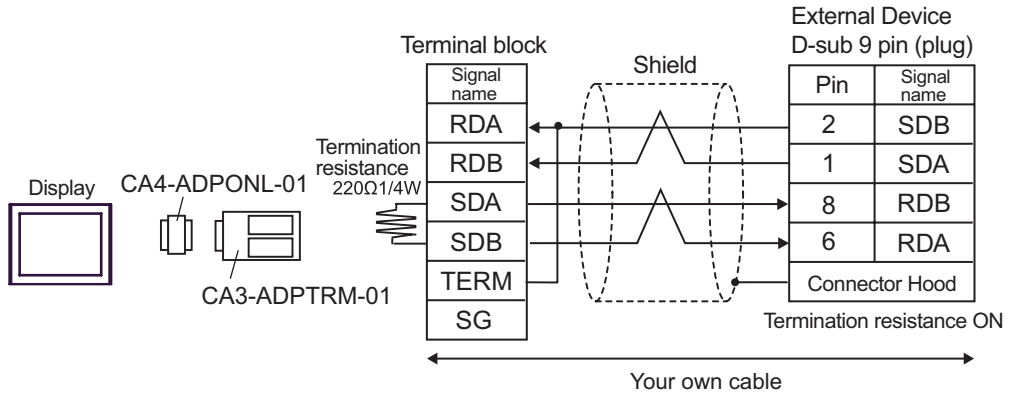 External Device
D-sub 9 pin (plug)
Terminal block
Shield
Signal
name
Pin
Signal
name
RDA
2
SDB
Termination
resistance
220Ω1/4W
RDB
1
SDA
Display
CA4-ADPONL-01
SDA
8
RDB
SDB
6
RDA
CA3-ADPTRM-01
TERM
Connector Hood
SG
Termination resistance ON
Your own cable